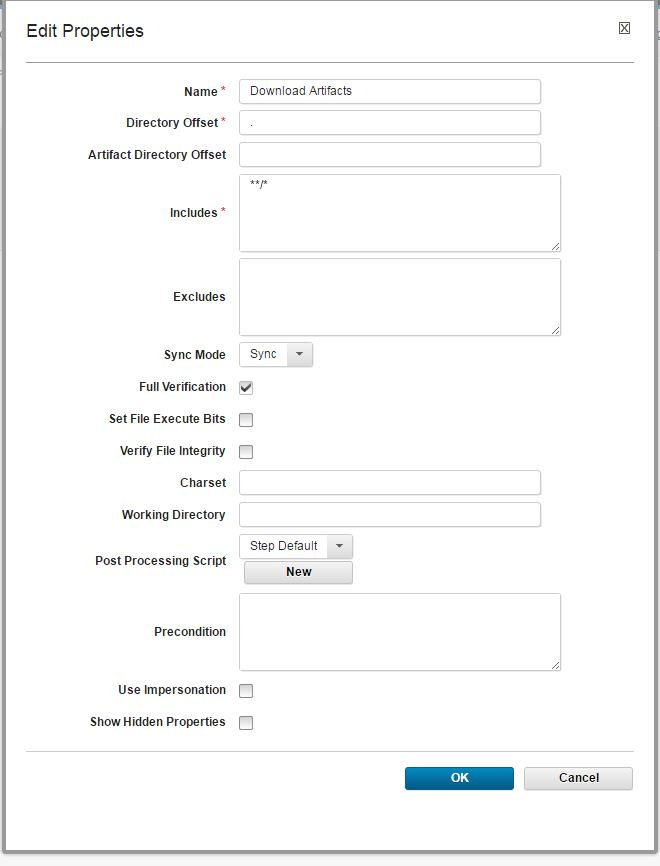 Edit Properties
Name * Download Artifacts
Directory Offset * .
Artifact Directory Offset
Includes * **/*
Excludes
Sync Mode Sync
Full Verification
Set File Execute Bits
Verify File Integrity
Charset
Working Directory
Post Processing Script Step Default
New
Precondition
Use Impersonation
Show Hidden Properties
OK Cancel